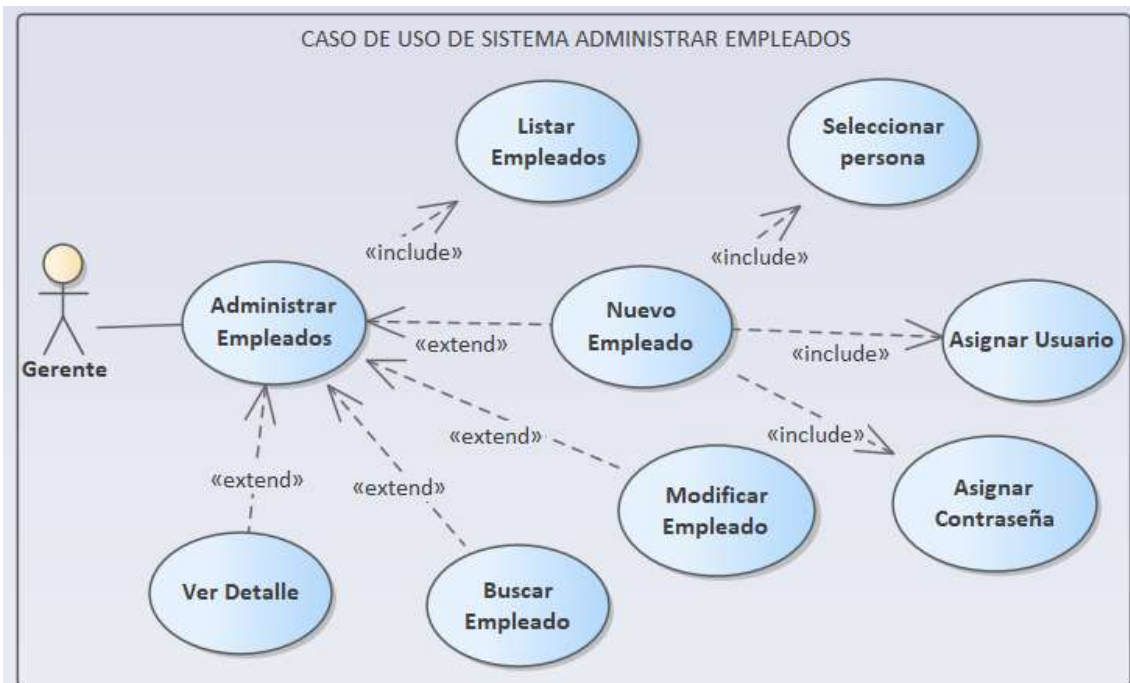 CASO DE USO DE SISTEMA ADMINISTRAR EMPLEADOS
Listar
Empleados
Seleccionar
persona
«include»
«include»
Gerente
Administrar
Empleados
«extend»
Nuevo
Empleado
«include»
Asignar Usuario
«extend»
«include»
«extend»
«extend»
Modificar
Empleado
Asignar
Contraseña
Ver Detalle
Buscar
Empleado